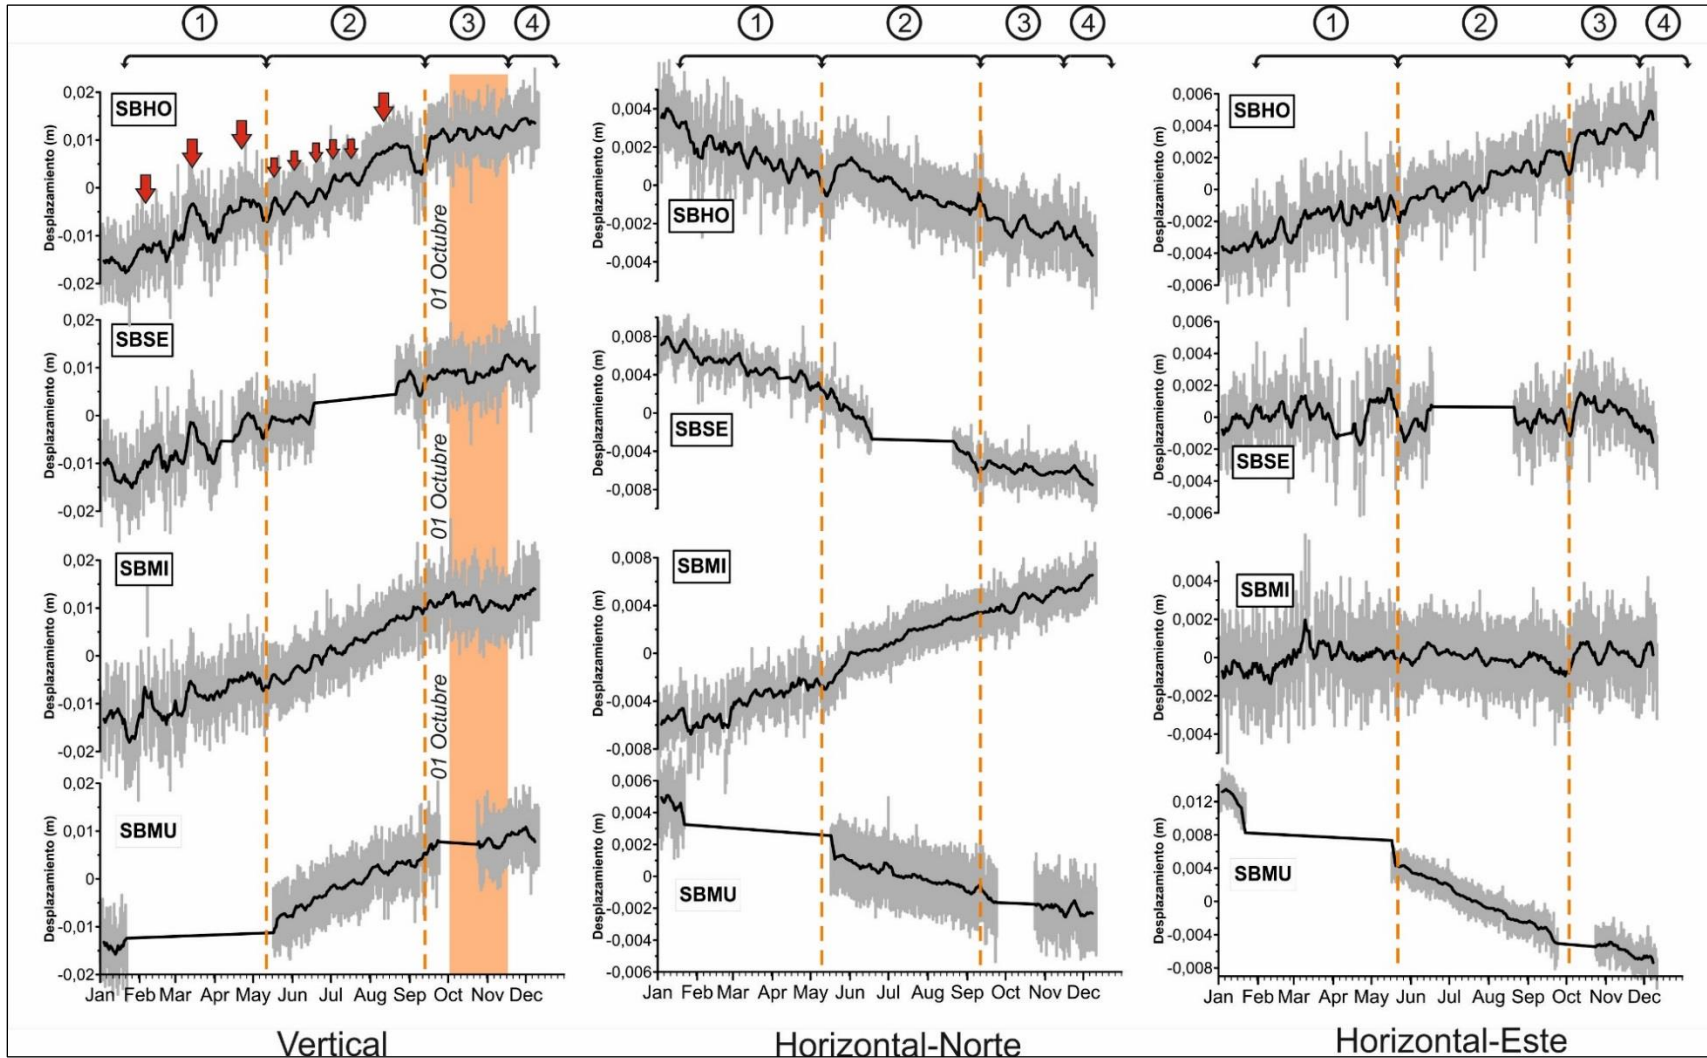 1 2 3 4 1 2 3 4 1 2 3 4
SBHO
Desplazamiento (m)
0,02
0,01
0
-0,01
-0,02
01 Octubre
SBSE
Desplazamiento (m)
0,02
0,01
0
-0,01
-0,02
01 Octubre
SBMI
Desplazamiento (m)
0,02
0,01
0
-0,01
-0,02
01 Octubre
SBMU
Desplazamiento (m)
0,02
0,01
0
-0,01
-0,02
Jan Feb Mar Apr May Jun Jul Aug Sep Oct Nov Dec
Vertical
SBHO
Desplazamiento (m)
0,004
0,002
0
-0,002
-0,004
SBSE
Desplazamiento (m)
0,008
0,004
0
-0,004
-0,008
SBMI
Desplazamiento (m)
0,008
0,004
0
-0,004
-0,008
SBMU
Desplazamiento (m)
0,006
0,004
0,002
0
-0,002
-0,004
-0,006
Jan Feb Mar Apr May Jun Jul Aug Sep Oct Nov Dec
Horizontal-Norte
SBHO
Desplazamiento (m)
0,006
0,004
0,002
0
-0,002
-0,004
-0,006
SBSE
Desplazamiento (m)
0,006
0,004
0,002
0
-0,002
-0,004
-0,006
SBMI
Desplazamiento (m)
0,004
0,002
0
-0,002
-0,004
SBMU
Desplazamiento (m)
0,012
0,008
0,004
0
-0,004
-0,008
Jan Feb Mar Apr May Jun Jul Aug Sep Oct Nov Dec
Horizontal-Este